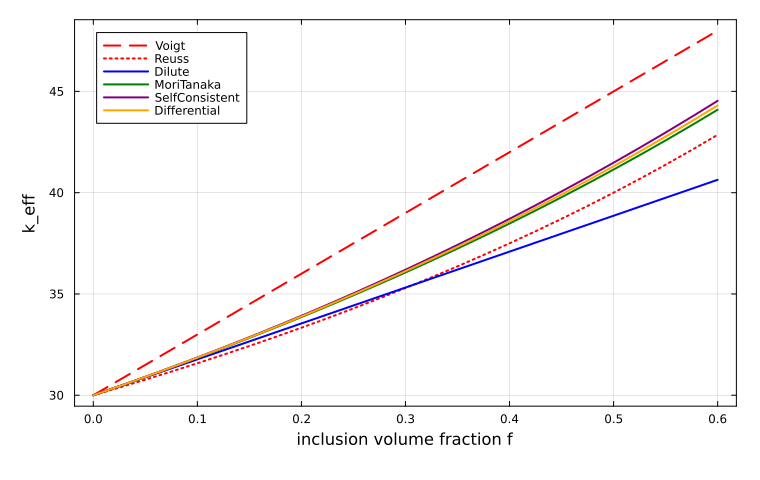 Voigt
Reuss
Dilute
MoriTanaka
SelfConsistent
Differential
45
40
35
30
k_eff
0.0 0.1 0.2 0.3 0.4 0.5 0.6
inclusion volume fraction f